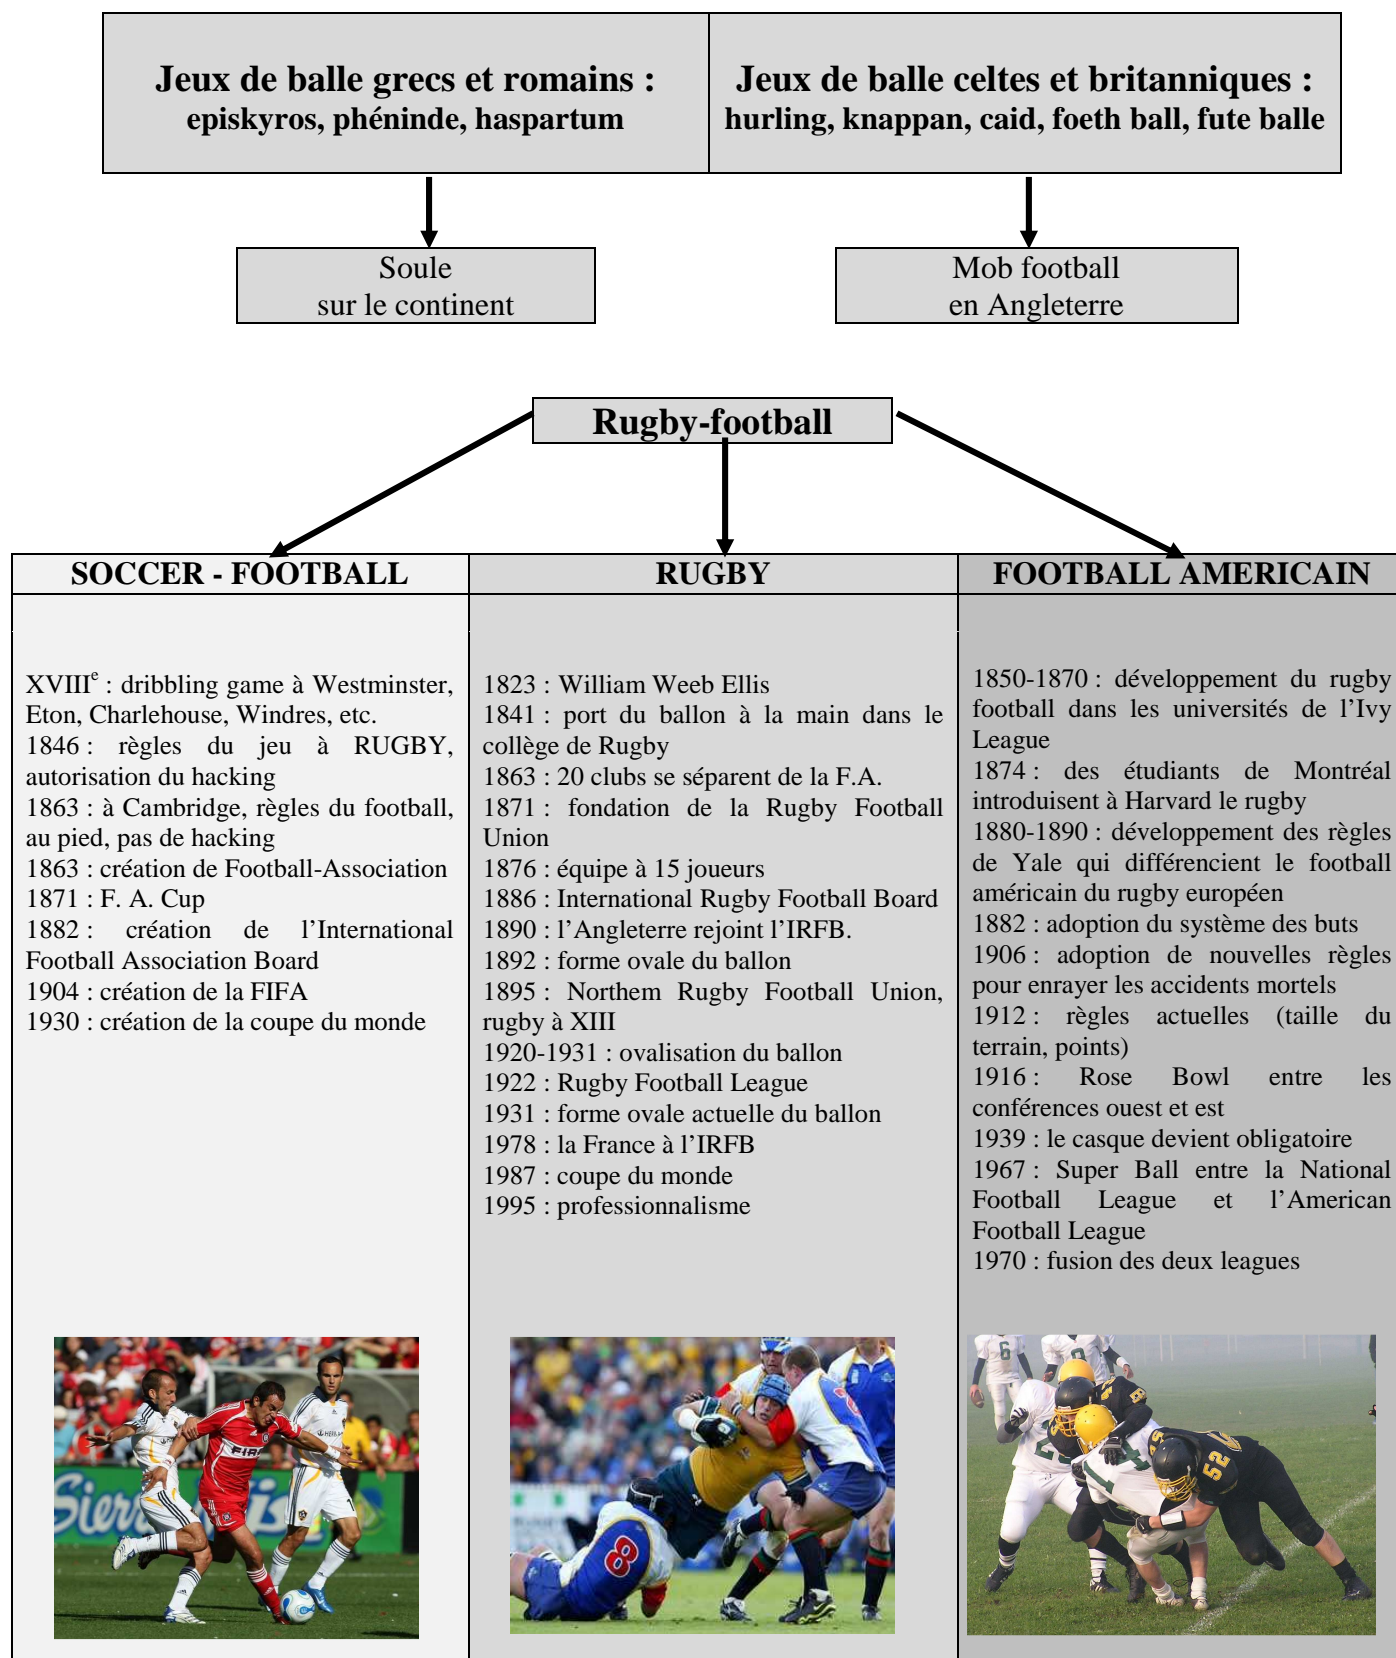 Jeux de balle grecs et romains :
episkyros, phéninde, haspartum
Jeux de balle celtes et britanniques :
hurling, knappan, caid, foeth ball, fute balle
Soule
sur le continent
Mob football
en Angleterre
Rugby-football
SOCCER - FOOTBALL
XVIIIe : dribbling game à Westminster,
Eton, Charlehouse, Windres, etc.
1846 : règles du jeu à RUGBY,
autorisation du hacking
1863 : à Cambridge, règles du football,
au pied, pas de hacking
1863 : création de Football-Association
1871 : F. A. Cup
1882 : création de l’International
Football Association Board
1904 : création de la FIFA
1930 : création de la coupe du monde
RUGBY
1823 : William Weeb Ellis
1841 : port du ballon à la main dans le
collège de Rugby
1863 : 20 clubs se séparent de la F.A.
1871 : fondation de la Rugby Football
Union
1876 : équipe à 15 joueurs
1886 : International Rugby Football Board
1890 : l’Angleterre rejoint l’IRFB.
1892 : forme ovale du ballon
1895 : Northem Rugby Football Union,
rugby à XIII
1920-1931 : ovalisation du ballon
1922 : Rugby Football League
1931 : forme ovale actuelle du ballon
1978 : la France à l’IRFB
1987 : coupe du monde
1995 : professionnalisme
FOOTBALL AMERICAIN
1850-1870 : développement du rugby
football dans les universités de l’Ivy
League
1874 : des étudiants de Montréal
introduisent à Harvard le rugby
1880-1890 : développement des règles
de Yale qui différencient le football
américain du rugby européen
1882 : adoption du système des buts
1906 : adoption de nouvelles règles
pour enrayer les accidents mortels
1912 : règles actuelles (taille du
terrain, points)
1916 : Rose Bowl entre les
conférences ouest et est
1939 : le casque devient obligatoire
1967 : Super Ball entre la National
Football League et l’American
Football League
1970 : fusion des deux leagues
FIRE
8
6
52